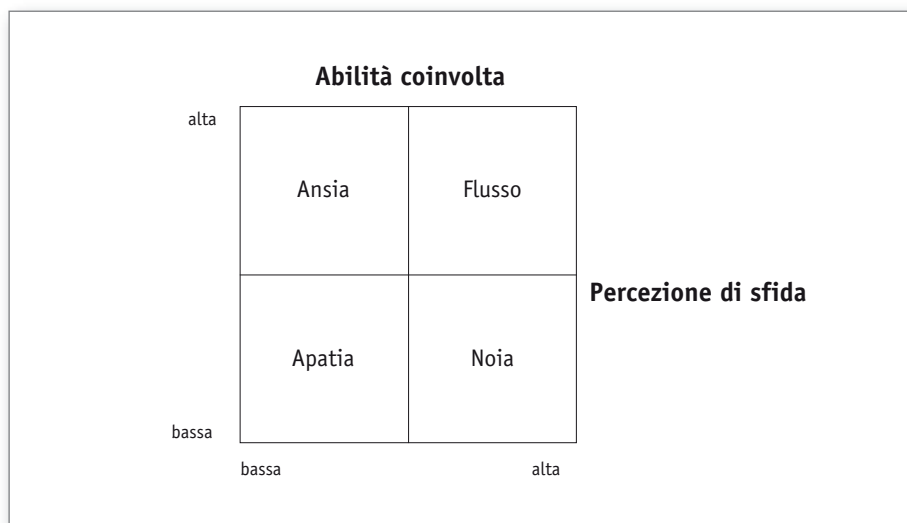 Abilità coinvolta
alta
Ansia
Flusso
Percezione di sfida
Apatia
Noia
bassa
bassa
alta